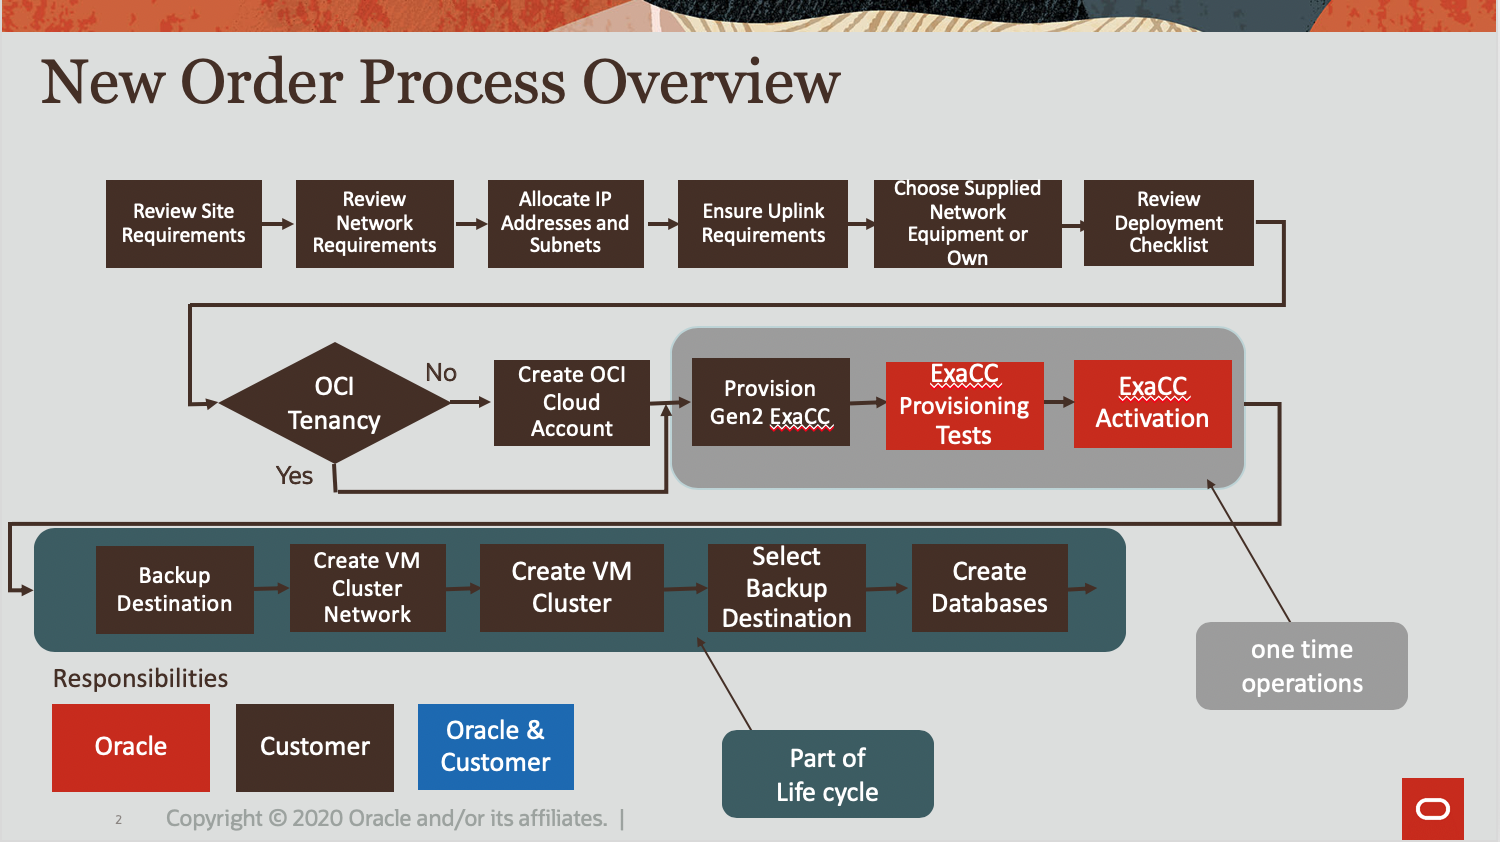 New Order Process Overview
Review Site
Requirements
Review
Network
Requirements
Allocate IP
Addresses and
Subnets
Ensure Uplink
Requirements
Choose Supplied
Network
Equipment or
Own
Review
Deployment
Checklist
OCI
Tenancy
No
Yes
Create OCI
Cloud
Account
Provision
Gen2 ExaCC
ExaCC
Provisioning
Tests
ExaCC
Activation
Backup
Destination
Create VM
Cluster
Network
Create VM
Cluster
Select
Backup
Destination
Create
Databases
one time
operations
Responsibilities
Oracle
Customer
Oracle &
Customer
Part of
Life cycle
2
Copyright © 2020 Oracle and/or its affiliates. |